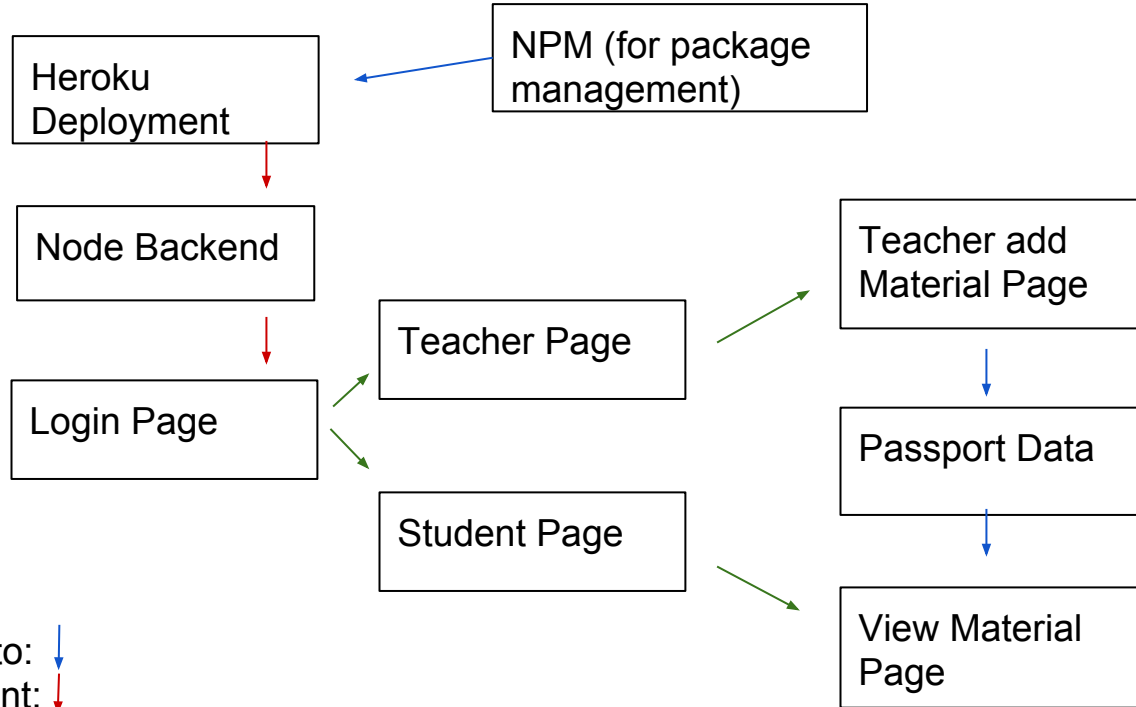 NPM (for package
management)
Heroku
Deployment
Node Backend
Teacher add
Material Page
Teacher Page
Login Page
Passport Data
Student Page
View Material
Page
to:
nt: